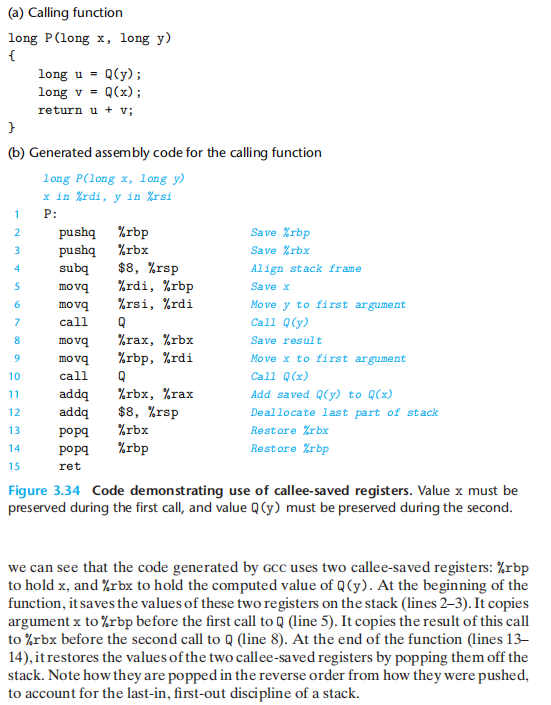 (a) Calling function
long P(long x, long y)
{
    long u = Q(y);
    long v = Q(x);
    return u + v;
}
(b) Generated assembly code for the calling function
long P(long x, long y)
x in %rdi, y in %rsi
1 P:
2 pushq %rbp Save %rbp
3 pushq %rbx Save %rbx
4 subq $8, %rsp Align stack frame
5 movq %rdi, %rbp Save x
6 movq %rsi, %rdi Move y to first argument
7 call Q Call Q(y)
8 movq %rax, %rbx Save result
9 movq %rbp, %rdi Move x to first argument
10 call Q Call Q(x)
11 addq %rbx, %rax Add saved Q(y) to Q(x)
12 addq $8, %rsp Deallocate last part of stack
13 popq %rbx Restore %rbx
14 popq %rbp Restore %rbp
15 ret
Figure 3.34 Code demonstrating use of callee-saved registers. Value x must be
preserved during the first call, and value Q(y) must be preserved during the second.
we can see that the code generated by GCC uses two callee-saved registers: %rbp
to hold x, and %rbx to hold the computed value of Q(y). At the beginning of the
function, it saves the values of these two registers on the stack (lines 2–3). It copies
argument x to %rbp before the first call to Q (line 5). It copies the result of this call
to %rbx before the second call to Q (line 8). At the end of the function (lines 13–
14), it restores the values of the two callee-saved registers by popping them off the
stack. Note how they are popped in the reverse order from how they were pushed,
to account for the last-in, first-out discipline of a stack.